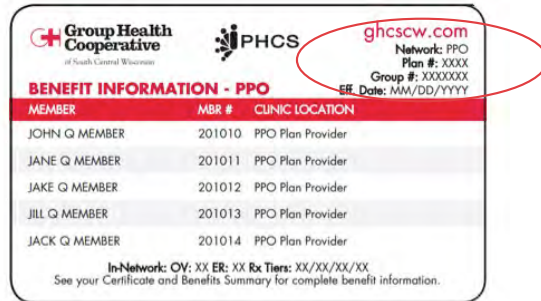 Group Health
Cooperative
of South Central Wisconsin
PHCS
ghcscw.com
Network: PPO
Plan #: XXXX
Group #: XXXXXXX
Eff. Date: MM/DD/YYYY
BENEFIT INFORMATION - PPO
MEMBER MBR # CLINIC LOCATION
JOHN Q MEMBER 201010 PPO Plan Provider
JANE Q MEMBER 201011 PPO Plan Provider
JAKE Q MEMBER 201012 PPO Plan Provider
JILL Q MEMBER 201013 PPO Plan Provider
JACK Q MEMBER 201014 PPO Plan Provider
In-Network: OV: XX ER: XX Rx Tiers: XX/XX/XX/XX
See your Certificate and Benefits Summary for complete benefit information.